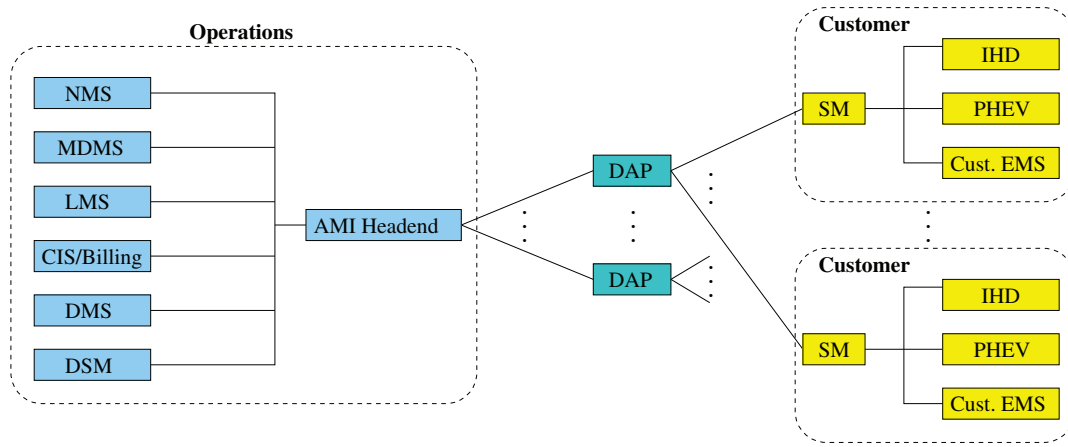 Operations
NMS
MDMS
LMS
CIS/Billing
DMS
DSM
AMI Headend
DAP
DAP
Customer
SM
IHD
PHEV
Cust. EMS
Customer
SM
IHD
PHEV
Cust. EMS